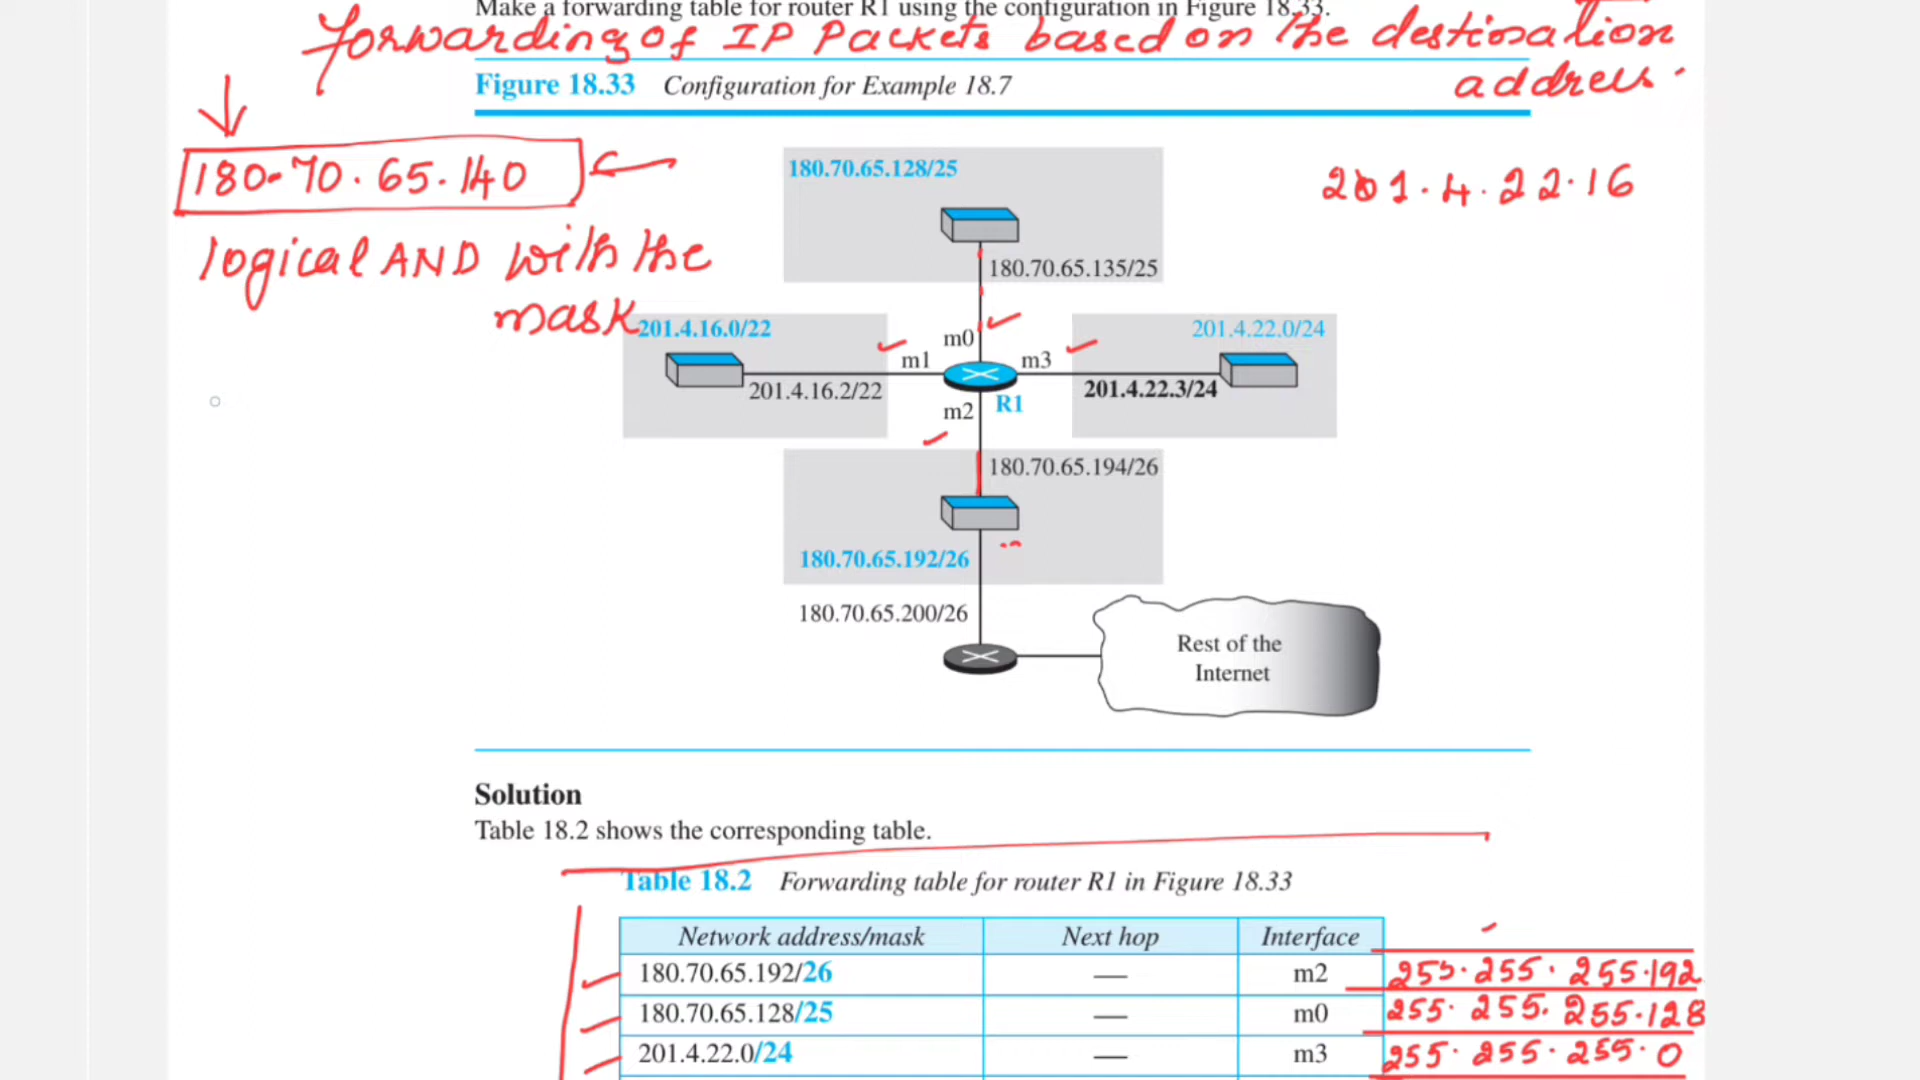 Make a forwarding table for router R1 using the configuration in Figure 18.33.
forwarding of IP Packets based on the destination
address.
Figure 18.33 Configuration for Example 18.7
180.70.65.140
logical AND with the
mask
201.4.22.16
180.70.65.128/25
180.70.65.135/25
201.4.16.0/22
201.4.22.0/24
m0
m1
m3
201.4.16.2/22
201.4.22.3/24
m2
R1
180.70.65.194/26
180.70.65.192/26
180.70.65.200/26
Rest of the
Internet
Solution
Table 18.2 shows the corresponding table.
Table 18.2 Forwarding table for router R1 in Figure 18.33
Network address/mask Next hop Interface
180.70.65.192/26 — m2 255.255.255.192
180.70.65.128/25 — m0 255.255.255.128
201.4.22.0/24 — m3 255.255.255.0